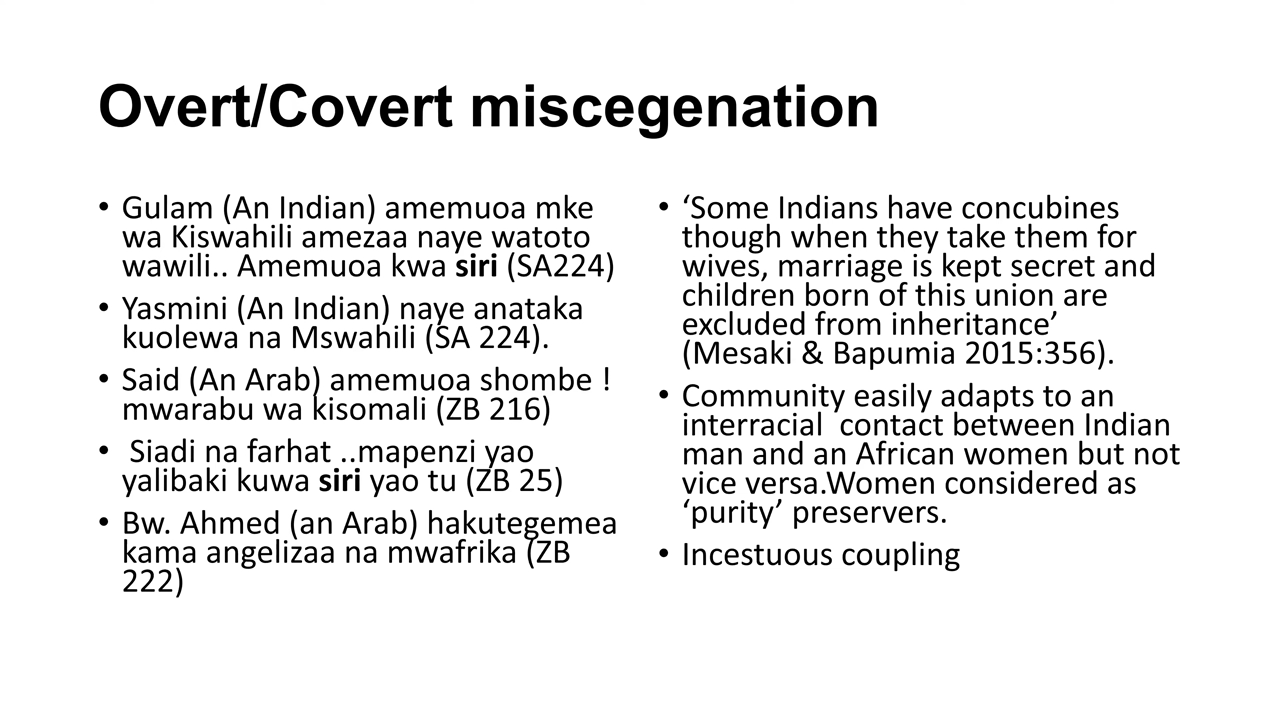 Overt/Covert miscegenation
• Gulam (An Indian) amemuoa mke
wa Kiswahili amezaa naye watoto
wawili.. Amemuoa kwa siri (SA224)
• Yasmini (An Indian) naye anataka
kuolewa na Mswahili (SA 224).
• Said (An Arab) amemuoa shombe !
mwarabu wa kisomali (ZB 216)
• Siadi na farhat ..mapenzi yao
yalibaki kuwa siri yao tu (ZB 25)
• Bw. Ahmed (an Arab) hakutegemea
kama angelizaa na mwafrika (ZB
222)
• ‘Some Indians have concubines
though when they take them for
wives, marriage is kept secret and
children born of this union are
excluded from inheritance’
(Mesaki & Bapumia 2015:356).
• Community easily adapts to an
interracial  contact between Indian
man and an African women but not
vice versa.Women considered as
‘purity’ preservers.
• Incestuous coupling